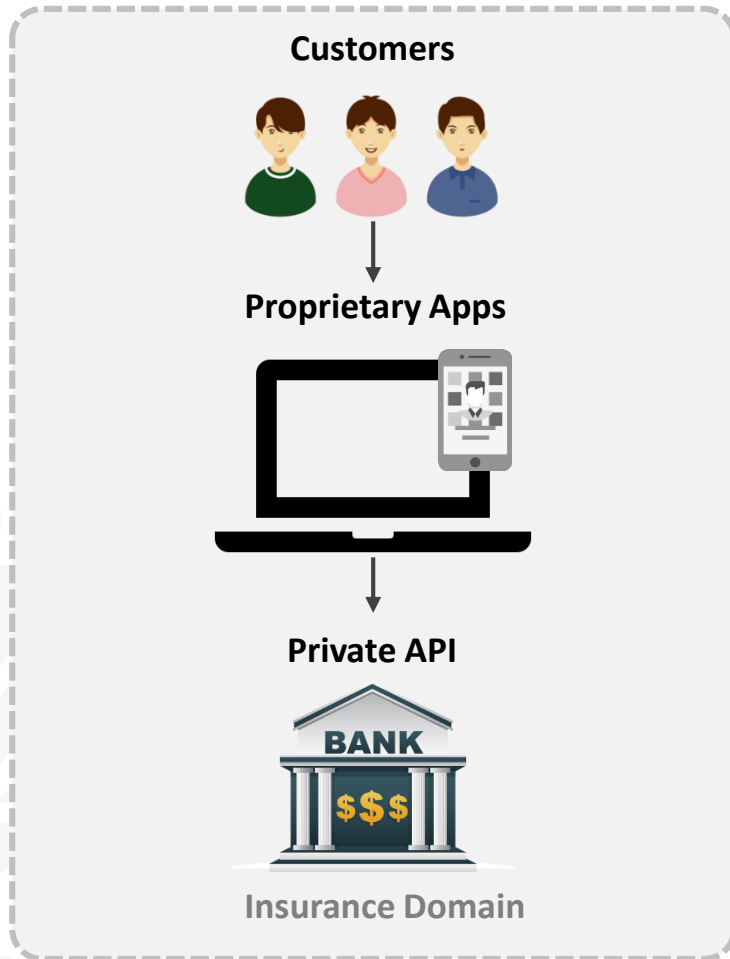 Customers
Proprietary Apps
Private API
BANK
$$$
Insurance Domain